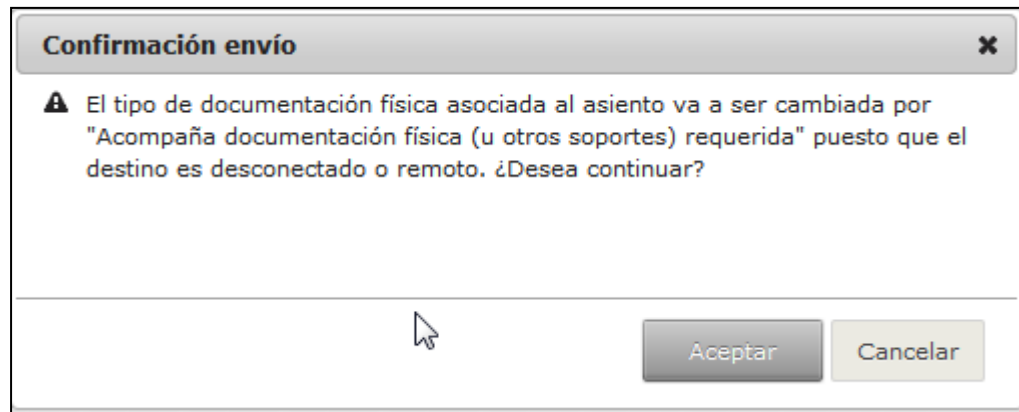 Confirmación envío
El tipo de documentación física asociada al asiento va a ser cambiada por
"Acompaña documentación física (u otros soportes) requerida" puesto que el
destino es desconectado o remoto. ¿Desea continuar?
Aceptar
Cancelar